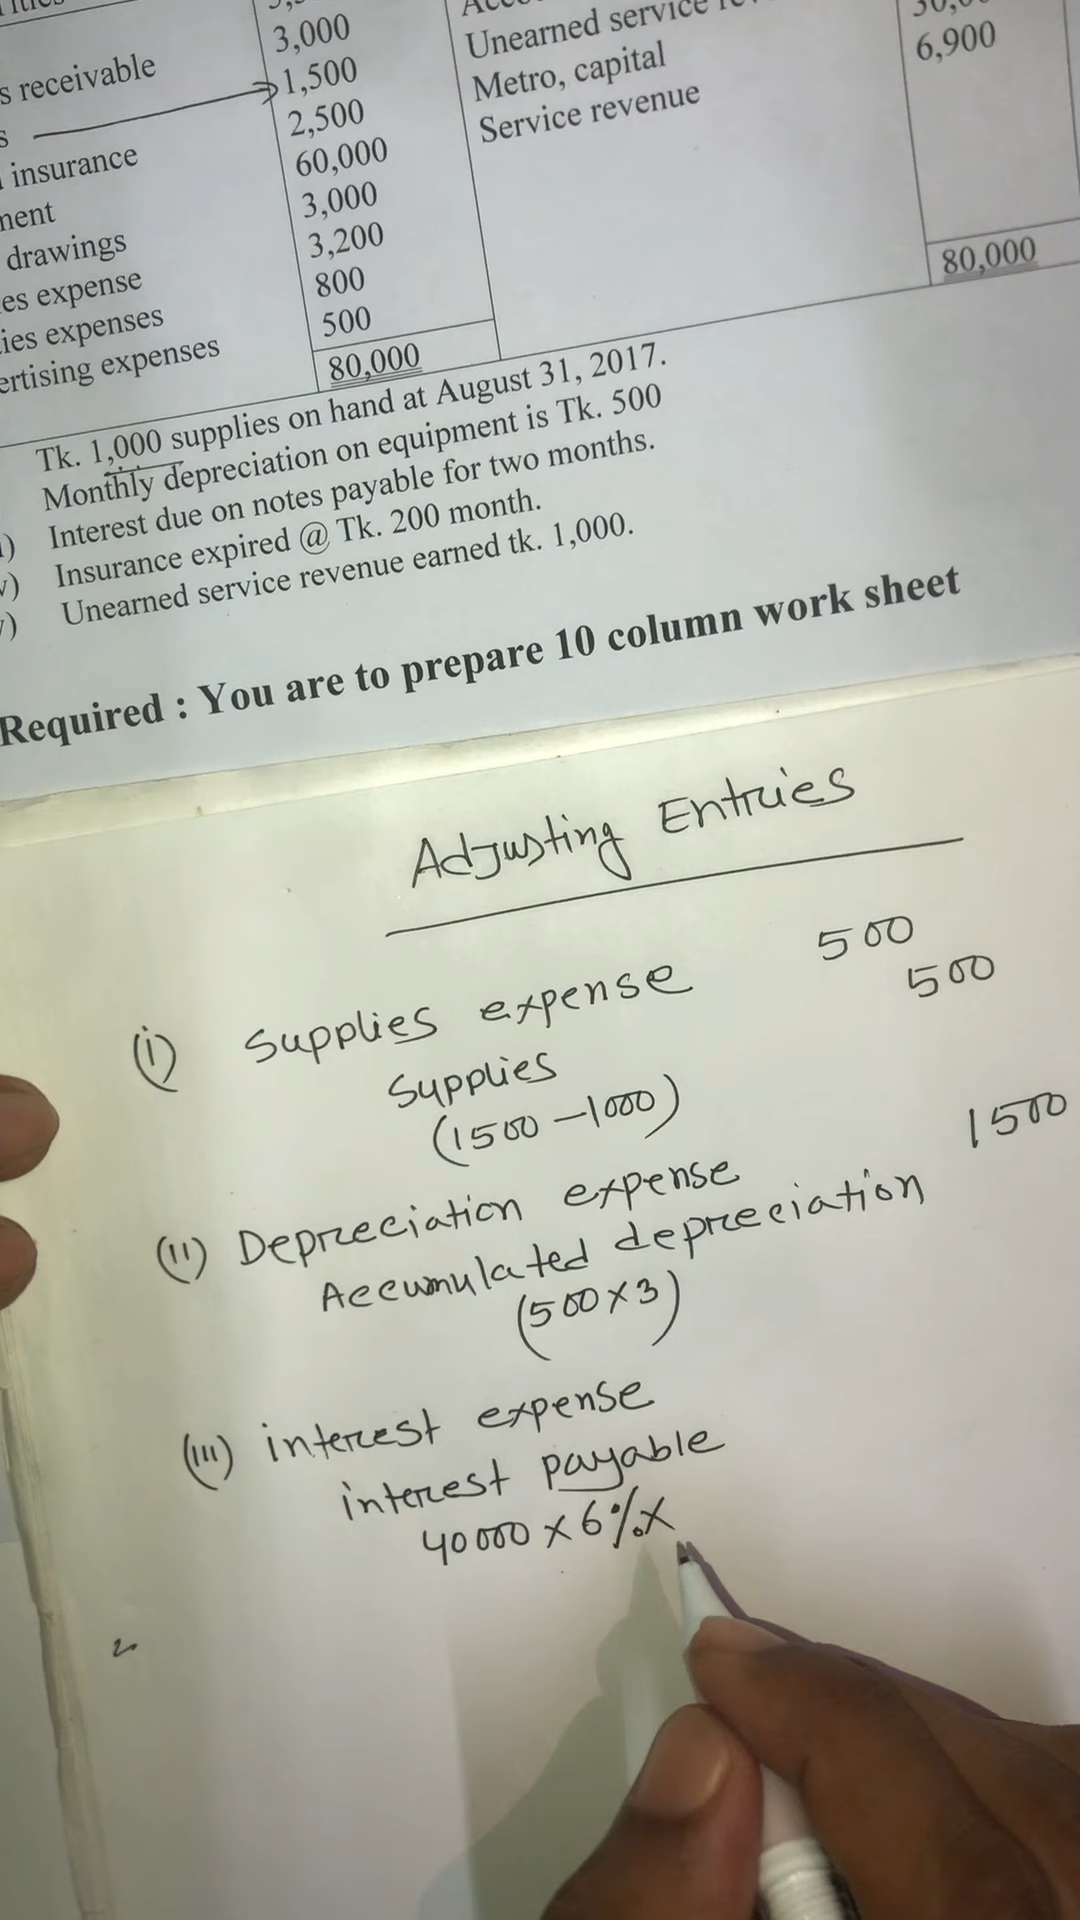 3,000
s receivable 1,500 Unearned service
s 2,500 Metro, capital 6,900
insurance 60,000 Service revenue
ment 3,000
drawings 3,200
es expense 800
ies expenses 500
ertising expenses 80,000 80,000
Tk. 1,000 supplies on hand at August 31, 2017.
Monthly depreciation on equipment is Tk. 500
) Interest due on notes payable for two months.
v) Insurance expired @ Tk. 200 month.
) Unearned service revenue earned tk. 1,000.
Required : You are to prepare 10 column work sheet
Adjusting Entries
(i) Supplies expense 500
Supplies 500
(1500 - 1000)
(ii) Depreciation expense
Accumulated depreciation 1500
(500 x 3)
(iii) interest expense
interest payable
40000 x 6% x